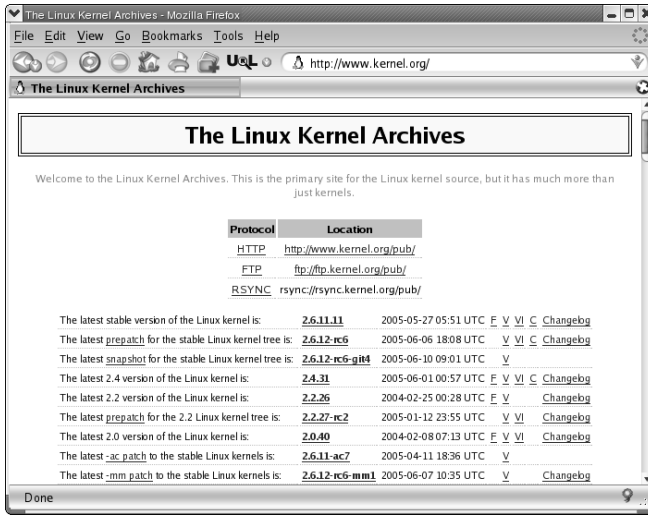 The Linux Kernel Archives - Mozilla Firefox
File Edit View Go Bookmarks Tools Help
http://www.kernel.org/
The Linux Kernel Archives
The Linux Kernel Archives
Welcome to the Linux Kernel Archives. This is the primary site for the Linux kernel source, but it has much more than
just kernels.
Protocol Location
HTTP http://www.kernel.org/pub/
FTP ftp://ftp.kernel.org/pub/
RSYNC rsync://rsync.kernel.org/pub/
The latest stable version of the Linux kernel is: 2.6.11.11 2005-05-27 05:51 UTC F V VI C Changelog
The latest prepatch for the stable Linux kernel tree is: 2.6.12-rc6 2005-06-06 18:08 UTC V VI C Changelog
The latest snapshot for the stable Linux kernel tree is: 2.6.12-rc6-git4 2005-06-10 09:01 UTC V
The latest 2.4 version of the Linux kernel is: 2.4.31 2005-06-01 00:57 UTC F V VI C Changelog
The latest 2.2 version of the Linux kernel is: 2.2.26 2004-02-25 00:28 UTC F V Changelog
The latest prepatch for the 2.2 Linux kernel tree is: 2.2.27-rc2 2005-01-12 23:55 UTC V VI Changelog
The latest 2.0 version of the Linux kernel is: 2.0.40 2004-02-08 07:13 UTC F V VI Changelog
The latest -ac patch to the stable Linux kernels is: 2.6.11-ac7 2005-04-11 18:36 UTC V
The latest -mm patch to the stable Linux kernels is: 2.6.12-rc6-mm1 2005-06-07 10:35 UTC V Changelog
Done